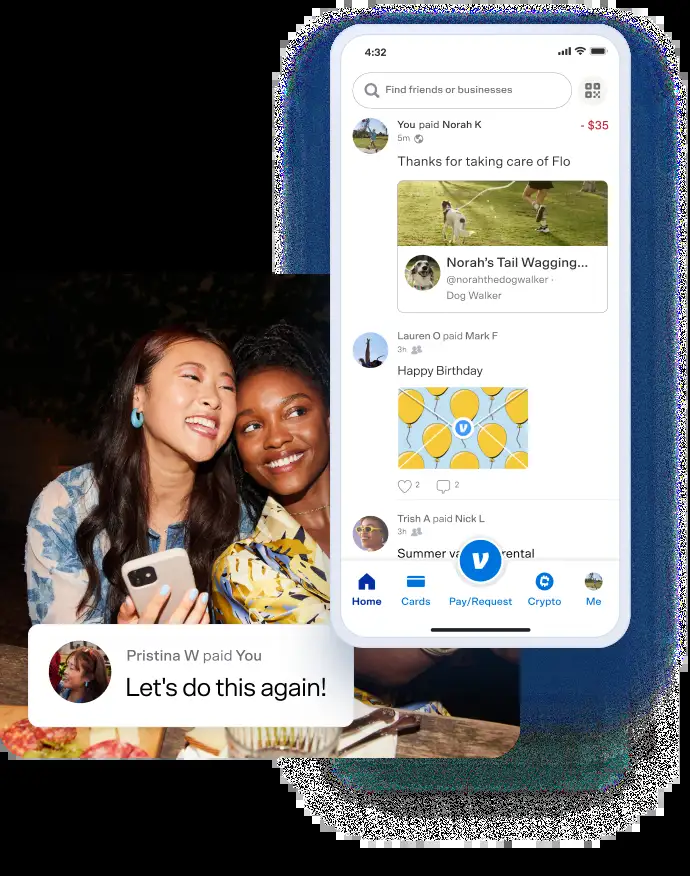 4:32
Find friends or businesses
You paid Norah K
- $35
5m
Thanks for taking care of Flo
Norah's Tail Wagging...
@norahthedogwalker ·
Dog Walker
Lauren O paid Mark F
3h
Happy Birthday
2 2
Trish A paid Nick L
3h
Summer rental
Home Cards Pay/Request Crypto Me
Pristina W paid You
Let's do this again!